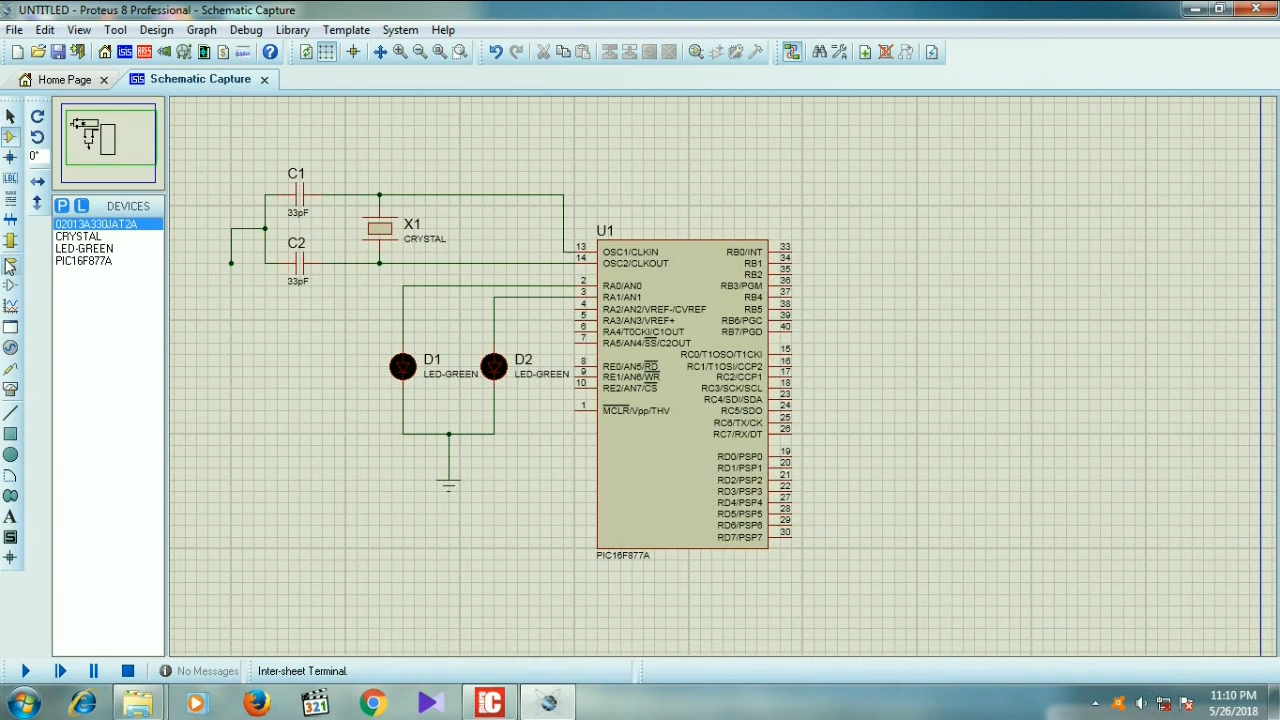 UNTITLED - Proteus 8 Professional - Schematic Capture
File Edit View Tool Design Graph Debug Library Template System Help
Home Page Schematic Capture
0°
LBL
P L DEVICES
02013A330JAT2A
CRYSTAL
LED-GREEN
PIC16F877A
C1
33pF
C2
33pF
X1
CRYSTAL
D1
LED-GREEN
D2
LED-GREEN
U1
13 OSC1/CLKIN RB0/INT 33
14 OSC2/CLKOUT RB1 34
RB2 35
2 RA0/AN0 RB3/PGM 36
3 RA1/AN1 RB4 37
4 RA2/AN2/VREF-/CVREF RB5 38
5 RA3/AN3/VREF+ RB6/PGC 39
6 RA4/T0CKI/C1OUT RB7/PGD 40
7 RA5/AN4/SS/C2OUT
RC0/T1OSO/T1CKI 15
8 RE0/AN5/RD RC1/T1OSI/CCP2 16
9 RE1/AN6/WR RC2/CCP1 17
10 RE2/AN7/CS RC3/SCK/SCL 18
RC4/SDI/SDA 23
1 MCLR/Vpp/THV RC5/SDO 24
RC6/TX/CK 25
RC7/RX/DT 26
RD0/PSP0 19
RD1/PSP1 20
RD2/PSP2 21
RD3/PSP3 22
RD4/PSP4 27
RD5/PSP5 28
RD6/PSP6 29
RD7/PSP7 30
PIC16F877A
No Messages Inter-sheet Terminal.
321
11:10 PM
5/26/2018